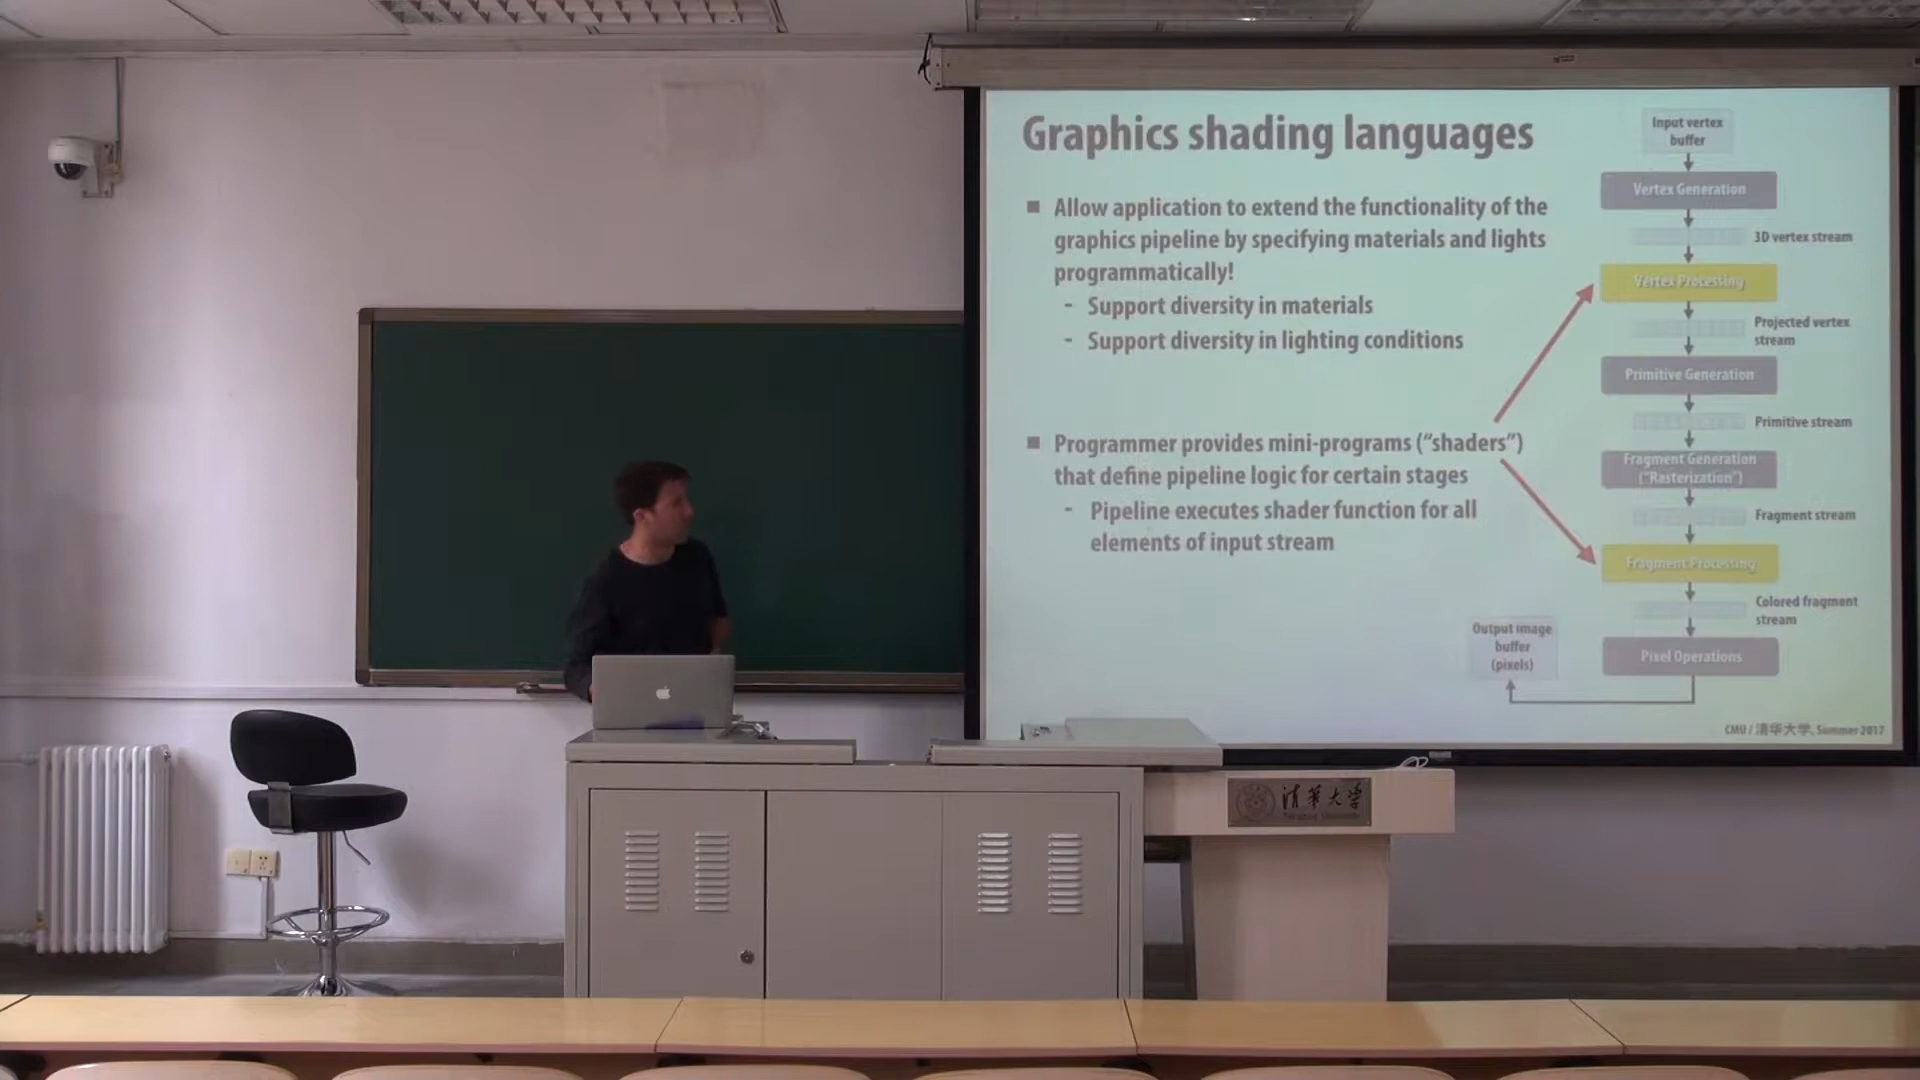 Graphics shading languages
■ Allow application to extend the functionality of the
graphics pipeline by specifying materials and lights
programmatically!
- Support diversity in materials
- Support diversity in lighting conditions
■ Programmer provides mini-programs (“shaders”)
that define pipeline logic for certain stages
- Pipeline executes shader function for all
elements of input stream
Input vertex
buffer
Vertex Generation
3D vertex stream
Vertex Processing
Projected vertex
stream
Primitive Generation
Primitive stream
Fragment Generation
(“Rasterization”)
Fragment stream
Fragment Processing
Colored fragment
stream
Pixel Operations
Output image
buffer
(pixels)
CMU / 清华大学, Summer 2017
清華大学
Tsinghua University